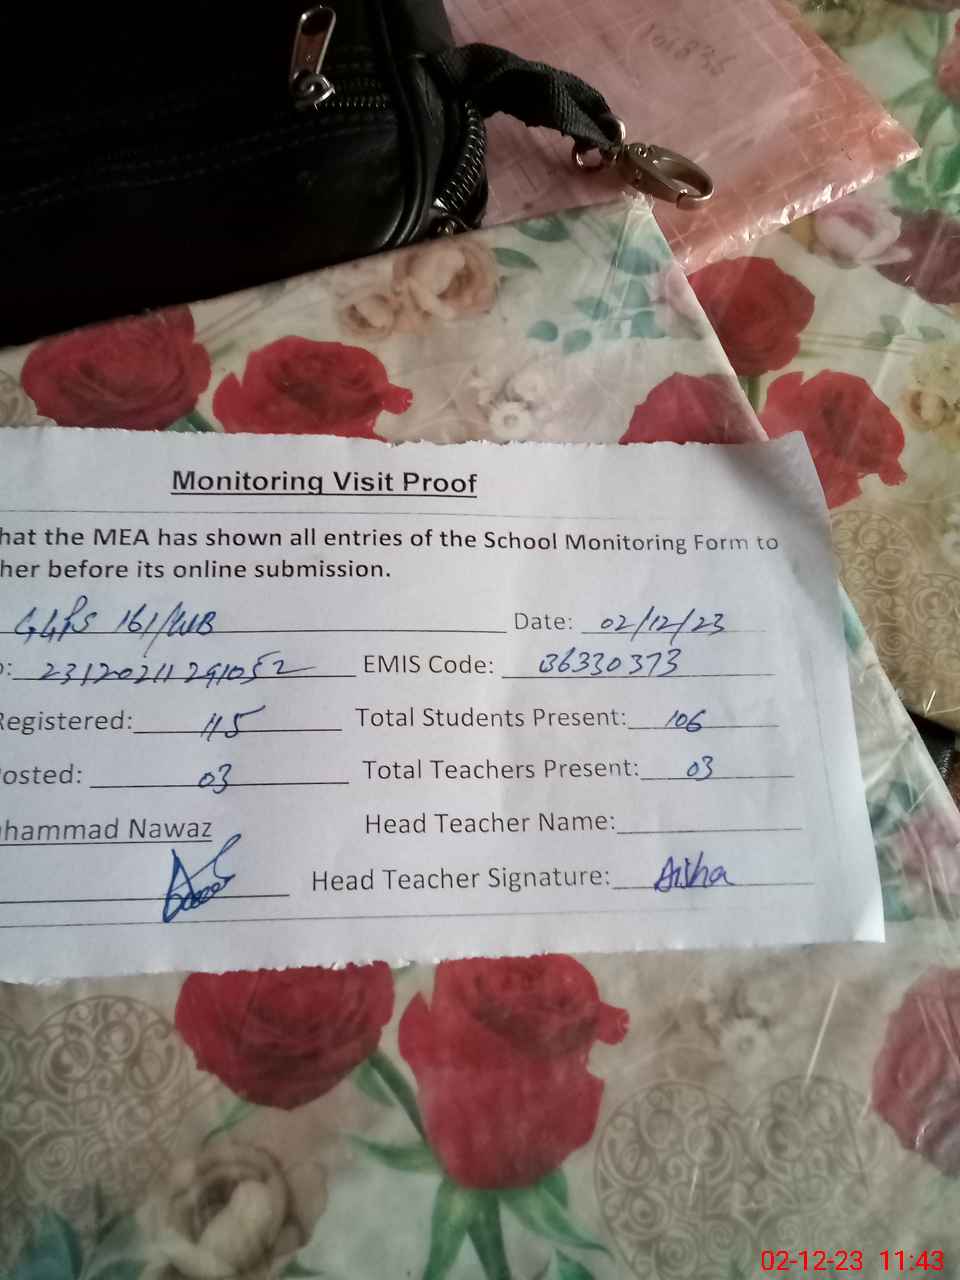 101836
Monitoring Visit Proof
hat the MEA has shown all entries of the School Monitoring Form to
her before its online submission.
GGPS 161/WB Date: 02/12/23
: 23120211291052 EMIS Code: 36330373
Registered: 115 Total Students Present: 106
osted: 03 Total Teachers Present: 03
hammad Nawaz Head Teacher Name:
Head Teacher Signature: Aisha
02-12-23 11:43